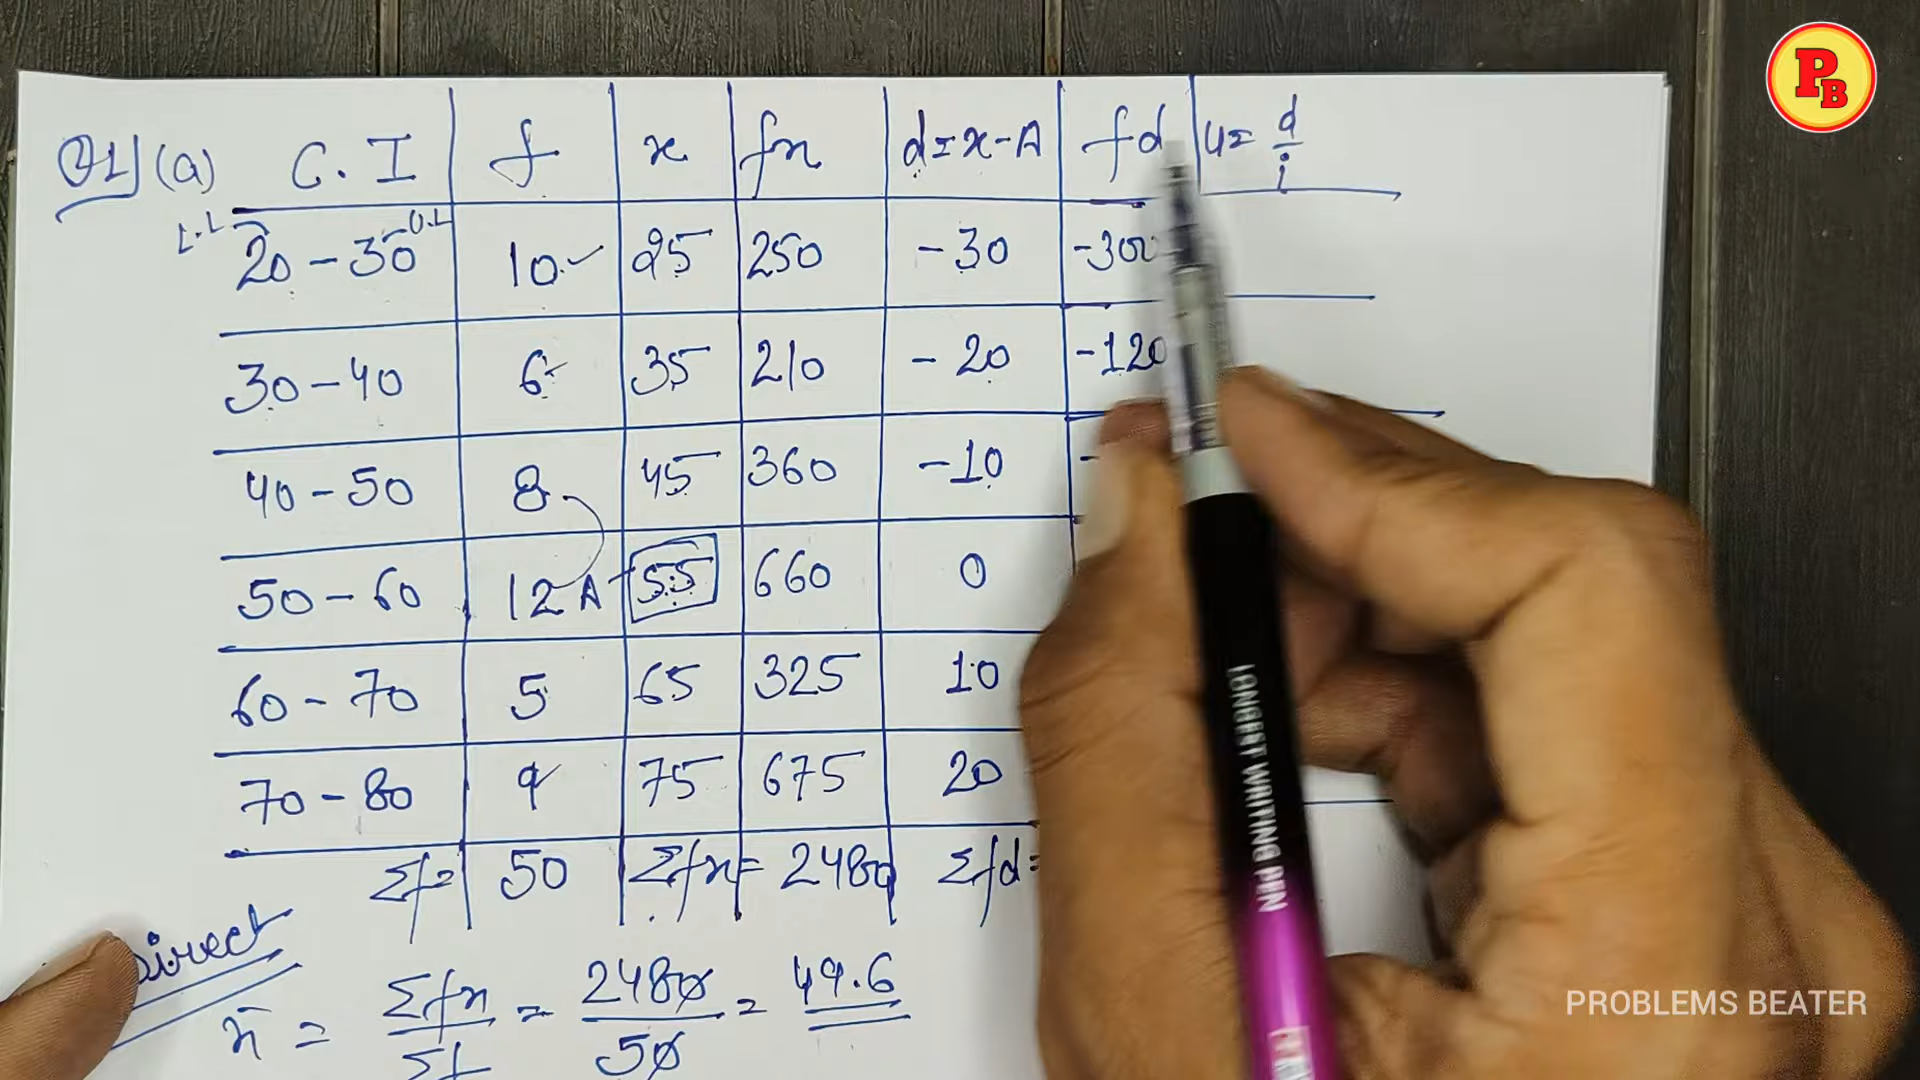 Q1(a) C.I f x fx d=x-A fd u=d/i
L.L 20-30 U.L 10 25 250 -30 -300
30-40 6 35 210 -20 -120
40-50 8 45 360 -10 -
50-60 12 A 55 660 0
60-70 5 65 325 10
70-80 9 75 675 20
Σf= 50 Σfx= 2480 Σfd=
Direct
x̄ = Σfx/Σf = 2480/50 = 49.6
PB
LONGEST WRITING PEN
PROBLEMS BEATER